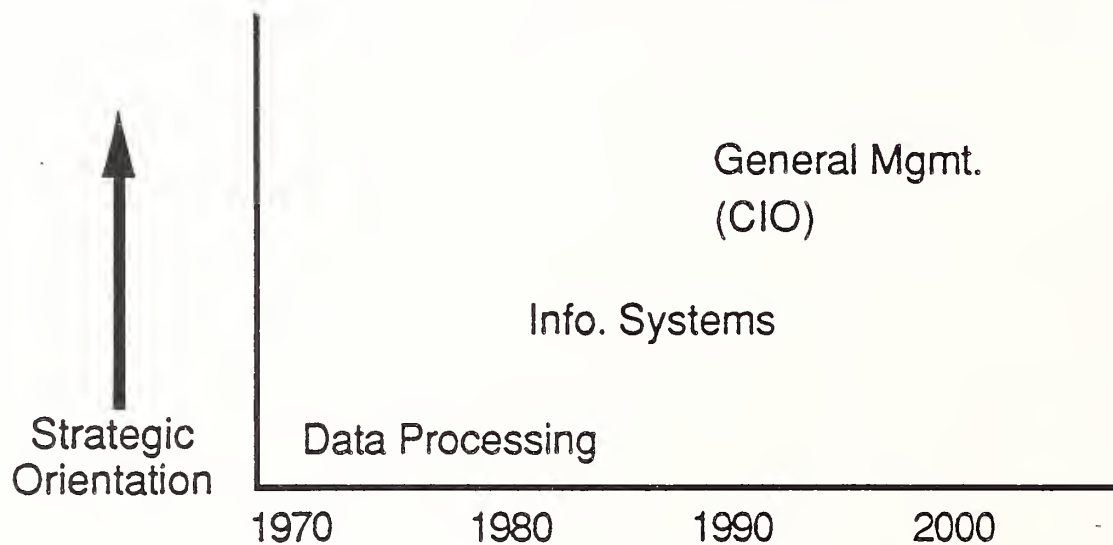 General Mgmt.
(CIO)
Info. Systems
Strategic
Orientation
Data Processing
1970 1980 1990 2000